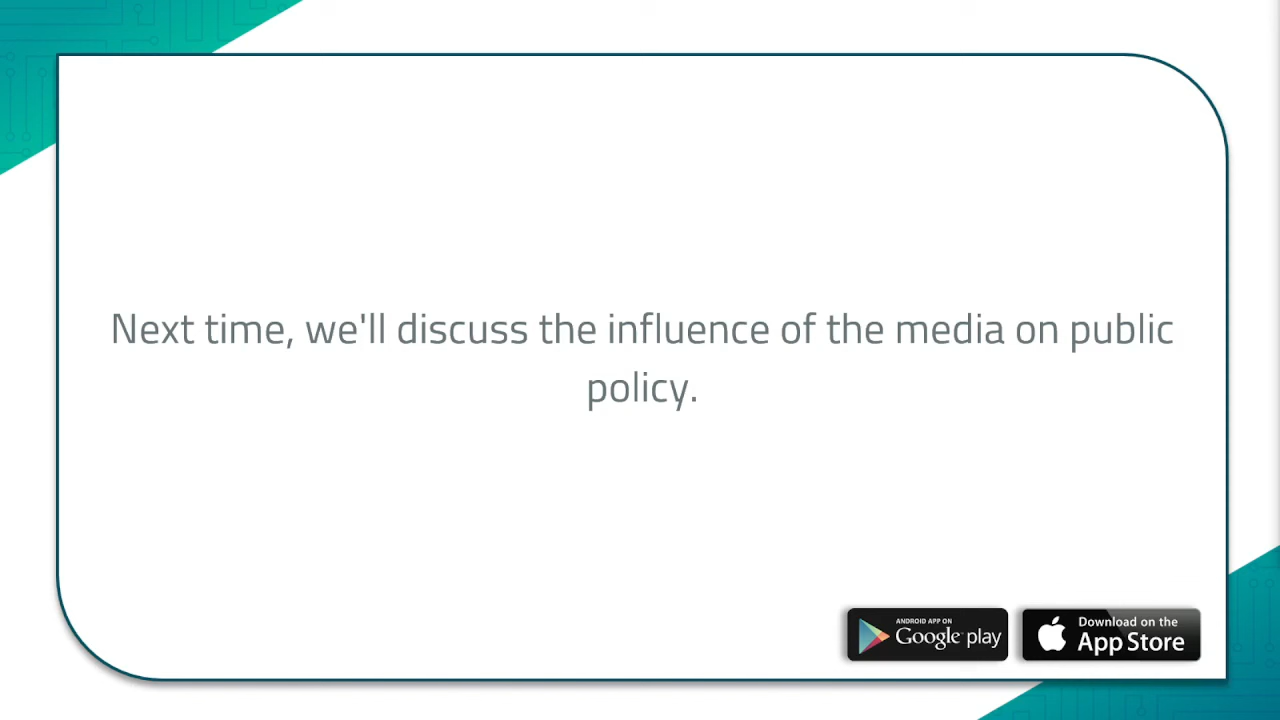 Next time, we'll discuss the influence of the media on public
policy.
ANDROID APP ON
Google play
Download on the
App Store